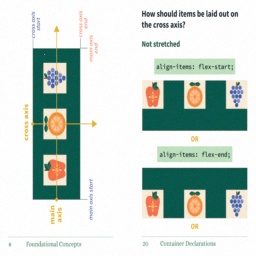 cross axis start
cross axis end
main axis end
cross axis
main axis
main axis start
8 Foundational Concepts
How should items be laid out on
the cross axis?
Not stretched
align-items: flex-start;
OR
align-items: flex-end;
OR
20 Container Declarations